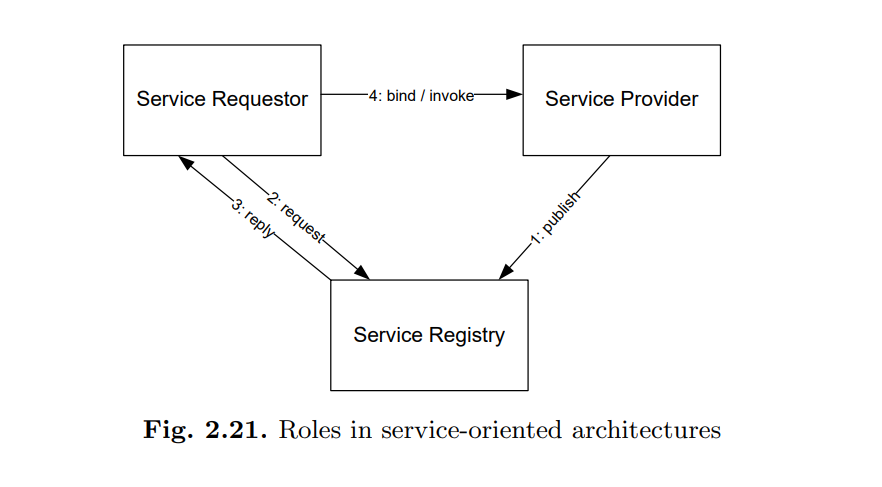 Service Requestor
4: bind / invoke
Service Provider
3: reply
2: request
1: publish
Service Registry
Fig. 2.21. Roles in service-oriented architectures